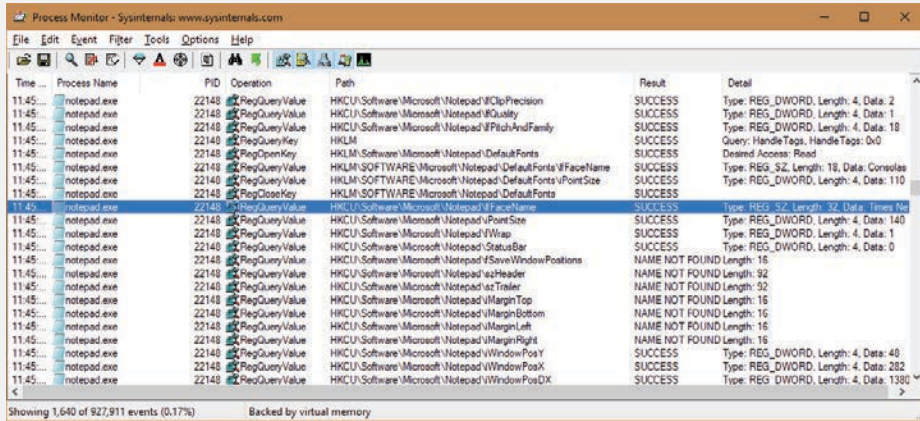 Process Monitor - Sysinternals: www.sysinternals.com
File Edit Event Filter Tools Options Help
Time ... Process Name PID Operation Path Result Detail
11:45:... notepad.exe 22148 RegQueryValue HKCU\Software\Microsoft\Notepad\lfClipPrecision SUCCESS Type: REG_DWORD, Length: 4, Data: 2
11:45:... notepad.exe 22148 RegQueryValue HKCU\Software\Microsoft\Notepad\lfQuality SUCCESS Type: REG_DWORD, Length: 4, Data: 1
11:45:... notepad.exe 22148 RegQueryValue HKCU\Software\Microsoft\Notepad\lfPitchAndFamily SUCCESS Type: REG_DWORD, Length: 4, Data: 18
11:45:... notepad.exe 22148 RegQueryKey HKLM SUCCESS Query: HandleTags, HandleTags: 0x0
11:45:... notepad.exe 22148 RegOpenKey HKLM\Software\Microsoft\Notepad\DefaultFonts SUCCESS Desired Access: Read
11:45:... notepad.exe 22148 RegQueryValue HKLM\SOFTWARE\Microsoft\Notepad\DefaultFonts\lfFaceName SUCCESS Type: REG_SZ, Length: 18, Data: Consolas
11:45:... notepad.exe 22148 RegQueryValue HKLM\SOFTWARE\Microsoft\Notepad\DefaultFonts\iPointSize SUCCESS Type: REG_DWORD, Length: 4, Data: 110
11:45:... notepad.exe 22148 RegCloseKey HKLM\SOFTWARE\Microsoft\Notepad\DefaultFonts SUCCESS
11:45:... notepad.exe 22148 RegQueryValue HKCU\Software\Microsoft\Notepad\lfFaceName SUCCESS Type: REG_SZ, Length: 32, Data: Times Ne
11:45:... notepad.exe 22148 RegQueryValue HKCU\Software\Microsoft\Notepad\iPointSize SUCCESS Type: REG_DWORD, Length: 4, Data: 140
11:45:... notepad.exe 22148 RegQueryValue HKCU\Software\Microsoft\Notepad\fWrap SUCCESS Type: REG_DWORD, Length: 4, Data: 1
11:45:... notepad.exe 22148 RegQueryValue HKCU\Software\Microsoft\Notepad\StatusBar SUCCESS Type: REG_DWORD, Length: 4, Data: 0
11:45:... notepad.exe 22148 RegQueryValue HKCU\Software\Microsoft\Notepad\fSaveWindowPositions NAME NOT FOUND Length: 16
11:45:... notepad.exe 22148 RegQueryValue HKCU\Software\Microsoft\Notepad\szHeader NAME NOT FOUND Length: 92
11:45:... notepad.exe 22148 RegQueryValue HKCU\Software\Microsoft\Notepad\szTrailer NAME NOT FOUND Length: 92
11:45:... notepad.exe 22148 RegQueryValue HKCU\Software\Microsoft\Notepad\iMarginTop NAME NOT FOUND Length: 16
11:45:... notepad.exe 22148 RegQueryValue HKCU\Software\Microsoft\Notepad\iMarginBottom NAME NOT FOUND Length: 16
11:45:... notepad.exe 22148 RegQueryValue HKCU\Software\Microsoft\Notepad\iMarginLeft NAME NOT FOUND Length: 16
11:45:... notepad.exe 22148 RegQueryValue HKCU\Software\Microsoft\Notepad\iMarginRight NAME NOT FOUND Length: 16
11:45:... notepad.exe 22148 RegQueryValue HKCU\Software\Microsoft\Notepad\iWindowPosY SUCCESS Type: REG_DWORD, Length: 4, Data: 48
11:45:... notepad.exe 22148 RegQueryValue HKCU\Software\Microsoft\Notepad\iWindowPosX SUCCESS Type: REG_DWORD, Length: 4, Data: 282
11:45:... notepad.exe 22148 RegQueryValue HKCU\Software\Microsoft\Notepad\iWindowPosDX SUCCESS Type: REG_DWORD, Length: 4, Data: 1380
Showing 1,640 of 927,911 events (0.17%) Backed by virtual memory